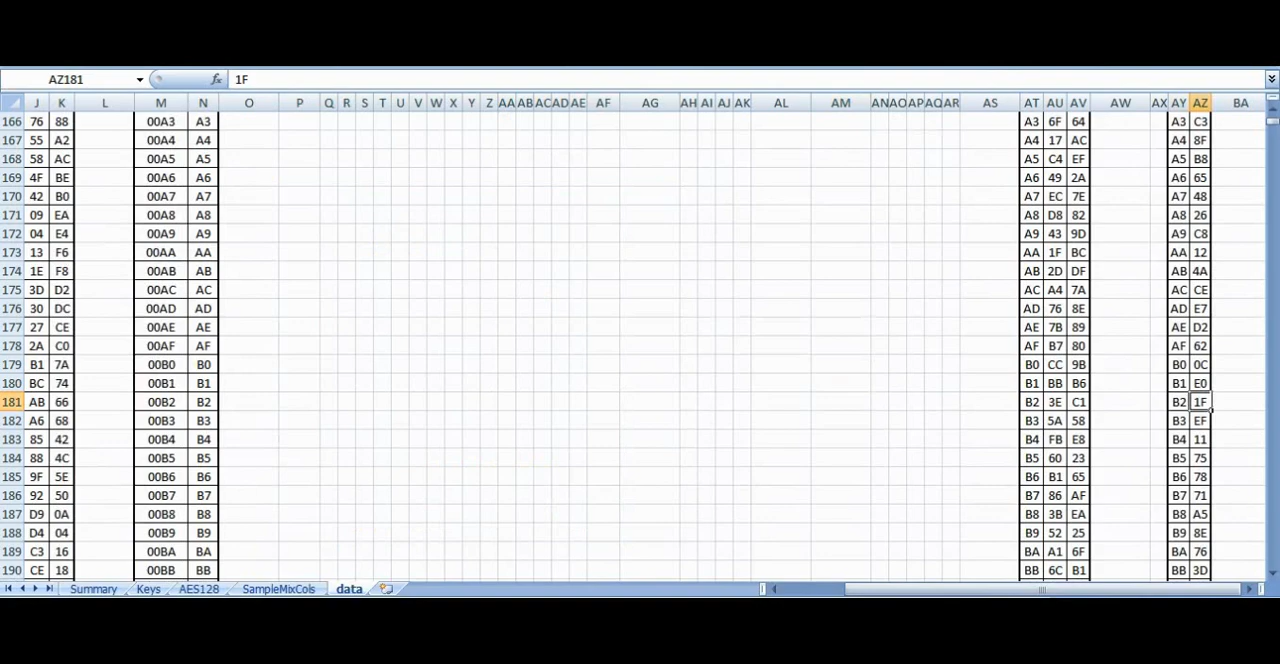 AZ181 fx 1F
J K L M N O P Q R S T U V W X Y Z AA AB AC AD AE AF AG AH AI AJ AK AL AM AN AO AP AQ AR AS AT AU AV AW AX AY AZ BA
166 76 88 00A3 A3 A3 6F 64 A3 C3
167 55 A2 00A4 A4 A4 17 AC A4 8F
168 58 AC 00A5 A5 A5 C4 EF A5 B8
169 4F BE 00A6 A6 A6 49 2A A6 65
170 42 B0 00A7 A7 A7 EC 7E A7 48
171 09 EA 00A8 A8 A8 D8 82 A8 26
172 04 E4 00A9 A9 A9 43 9D A9 C8
173 13 F6 00AA AA AA 1F BC AA 12
174 1E F8 00AB AB AB 2D DF AB 4A
175 3D D2 00AC AC AC A4 7A AC CE
176 30 DC 00AD AD AD 76 8E AD E7
177 27 CE 00AE AE AE 7B 89 AE D2
178 2A C0 00AF AF AF B7 80 AF 62
179 B1 7A 00B0 B0 B0 CC 9B B0 0C
180 BC 74 00B1 B1 B1 BB B6 B1 E0
181 AB 66 00B2 B2 B2 3E C1 B2 1F
182 A6 68 00B3 B3 B3 5A 58 B3 EF
183 85 42 00B4 B4 B4 FB E8 B4 11
184 88 4C 00B5 B5 B5 60 23 B5 75
185 9F 5E 00B6 B6 B6 B1 65 B6 78
186 92 50 00B7 B7 B7 86 AF B7 71
187 D9 0A 00B8 B8 B8 3B EA B8 A5
188 D4 04 00B9 B9 B9 52 25 B9 8E
189 C3 16 00BA BA BA A1 6F BA 76
190 CE 18 00BB BB BB 6C B1 BB 3D
Summary Keys AES128 SampleMixCols data